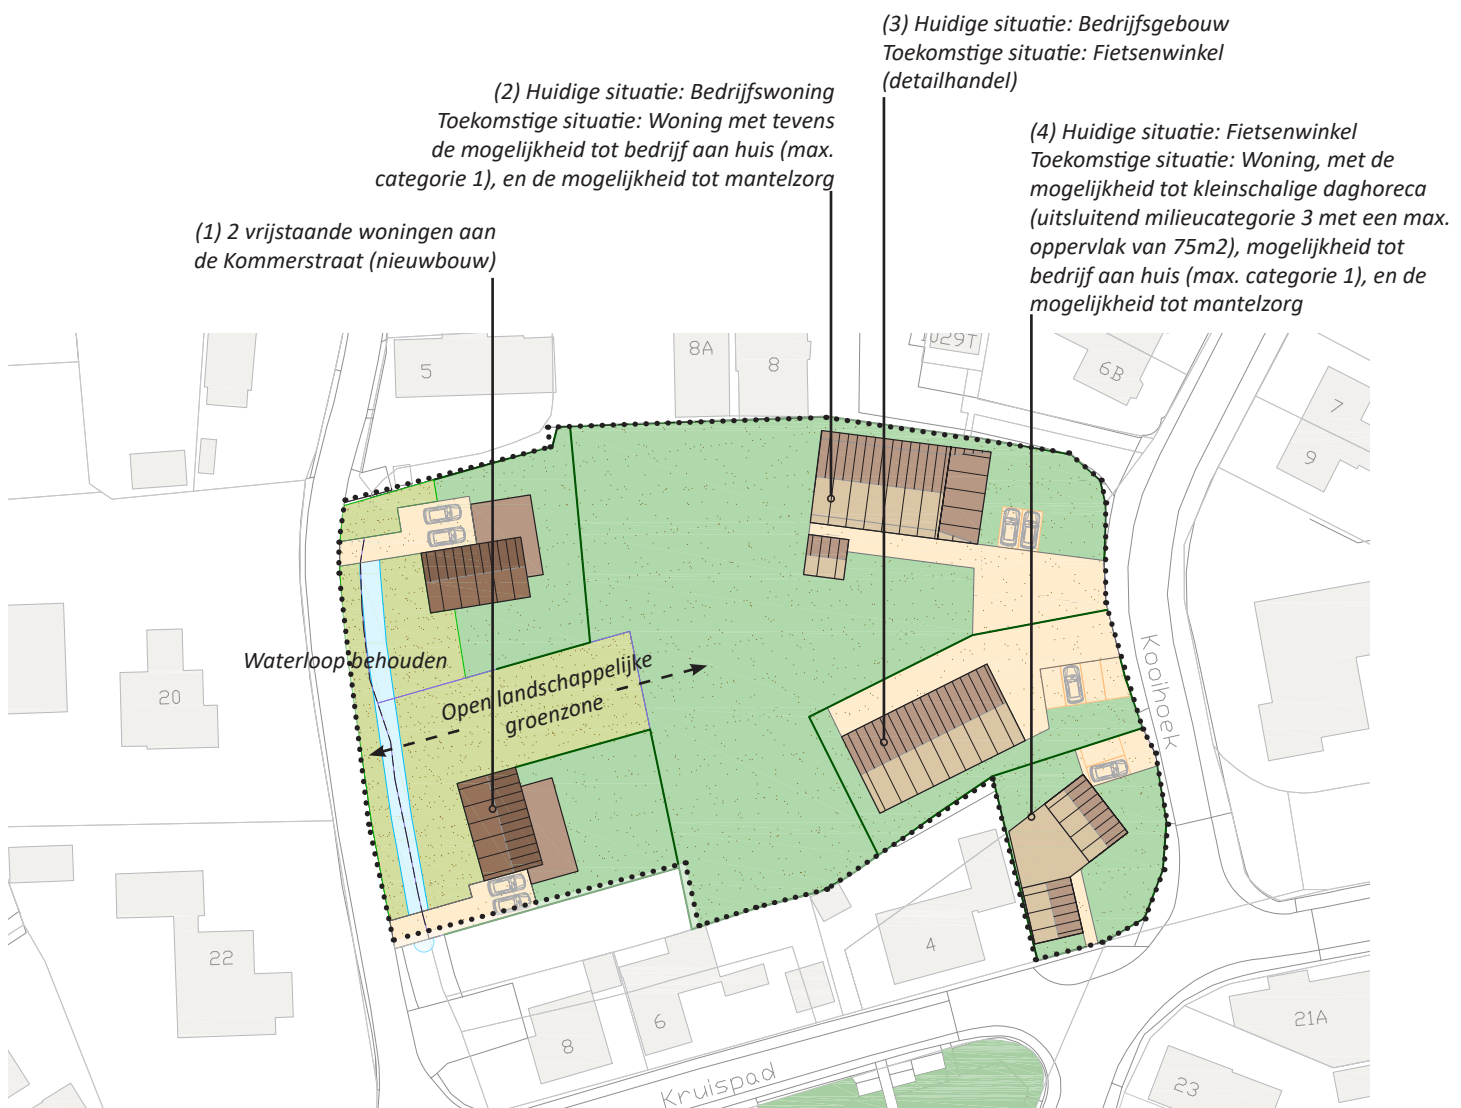 (3) Huidige situatie: Bedrijfsgebouw
Toekomstige situatie: Fietsenwinkel
(detailhandel)
(2) Huidige situatie: Bedrijfswoning
Toekomstige situatie: Woning met tevens
de mogelijkheid tot bedrijf aan huis (max.
categorie 1), en de mogelijkheid tot mantelzorg
(4) Huidige situatie: Fietsenwinkel
Toekomstige situatie: Woning, met de
mogelijkheid tot kleinschalige daghoreca
(uitsluitend milieucategorie 3 met een max.
oppervlak van 75m2), mogelijkheid tot
bedrijf aan huis (max. categorie 1), en de
mogelijkheid tot mantelzorg
(1) 2 vrijstaande woningen aan
de Kommerstraat (nieuwbouw)
5
8A
8
6B
7
9
Waterloop behouden
Open landschappelijke
groenzone
Kooihoek
20
22
4
6
8
Kruispad
21A
23